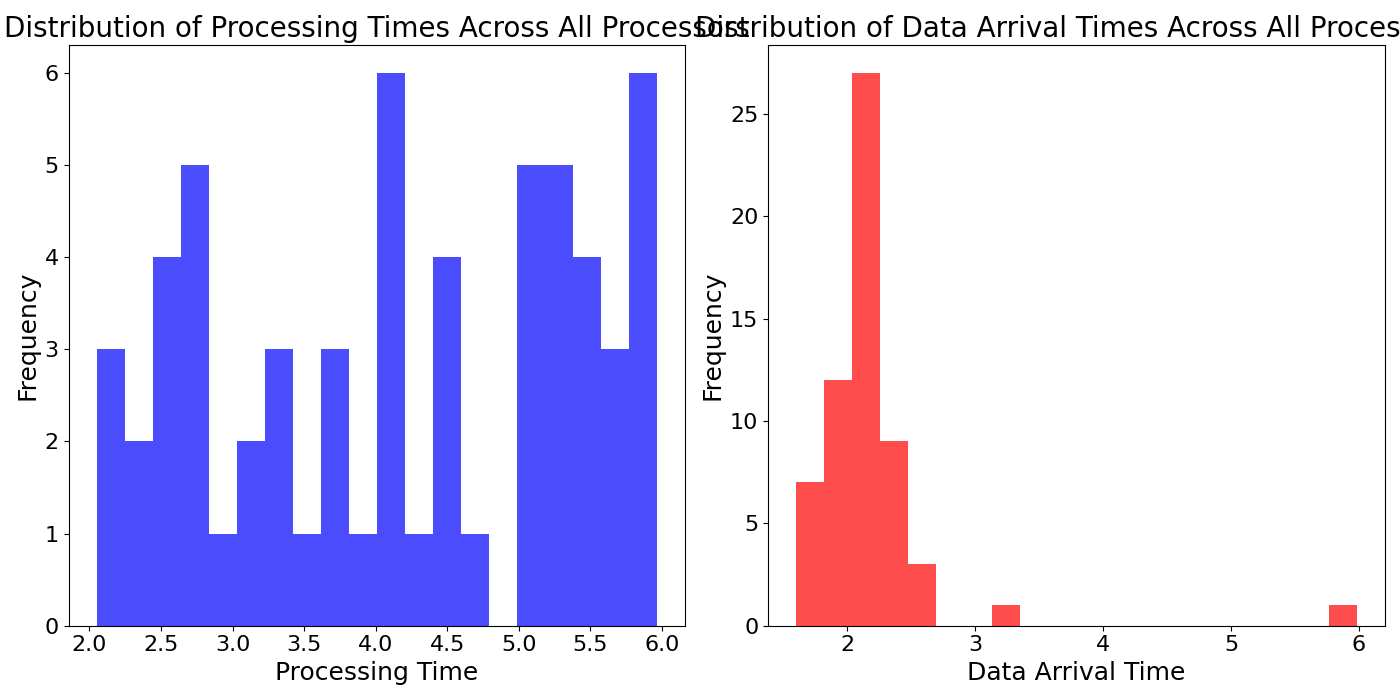 Distribution of Processing Times Across All Processors
Distribution of Data Arrival Times Across All Proces
6
5
4
3
2
1
0
Frequency
2.0 2.5 3.0 3.5 4.0 4.5 5.0 5.5 6.0
Processing Time
25
20
15
10
5
0
Frequency
2 3 4 5 6
Data Arrival Time